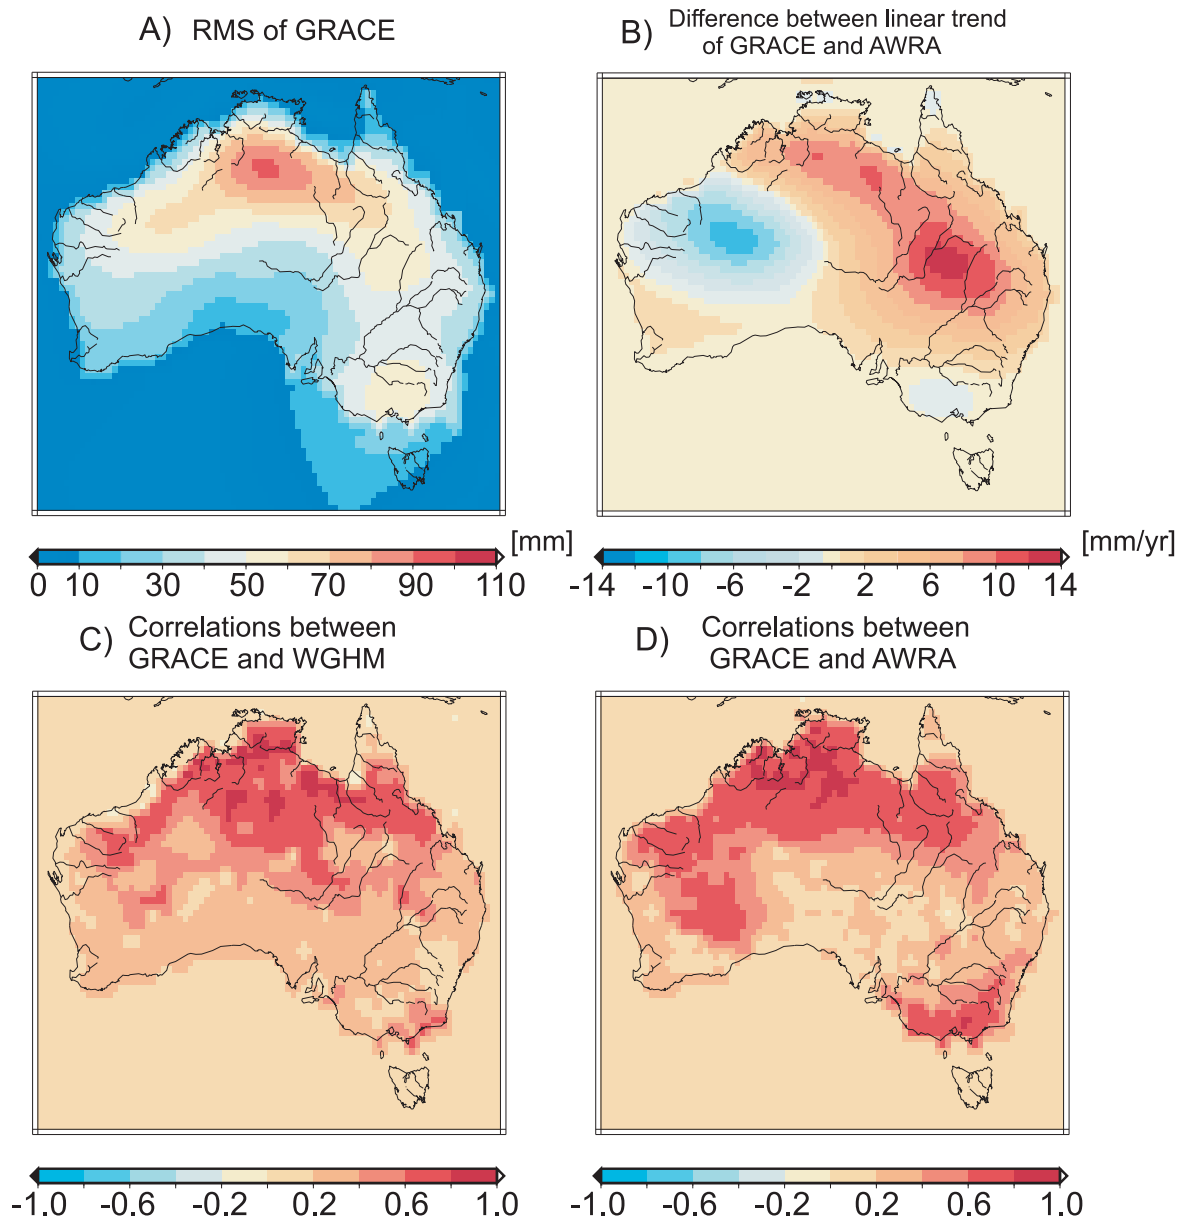 A) RMS of GRACE
B) Difference between linear trend
of GRACE and AWRA
[mm]
0 10 30 50 70 90 110
[mm/yr]
-14 -10 -6 -2 2 6 10 14
C) Correlations between
GRACE and WGHM
D) Correlations between
GRACE and AWRA
-1.0 -0.6 -0.2 0.2 0.6 1.0
-1.0 -0.6 -0.2 0.2 0.6 1.0